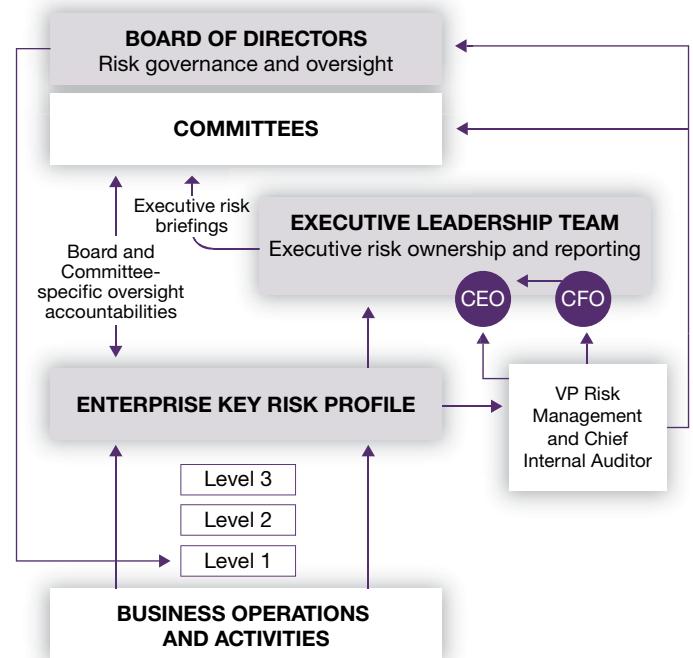 BOARD OF DIRECTORS
Risk governance and oversight
COMMITTEES
Executive risk
briefings
Board and
Committee-
specific oversight
accountabilities
EXECUTIVE LEADERSHIP TEAM
Executive risk ownership and reporting
CEO
CFO
ENTERPRISE KEY RISK PROFILE
VP Risk
Management
and Chief
Internal Auditor
Level 3
Level 2
Level 1
BUSINESS OPERATIONS
AND ACTIVITIES